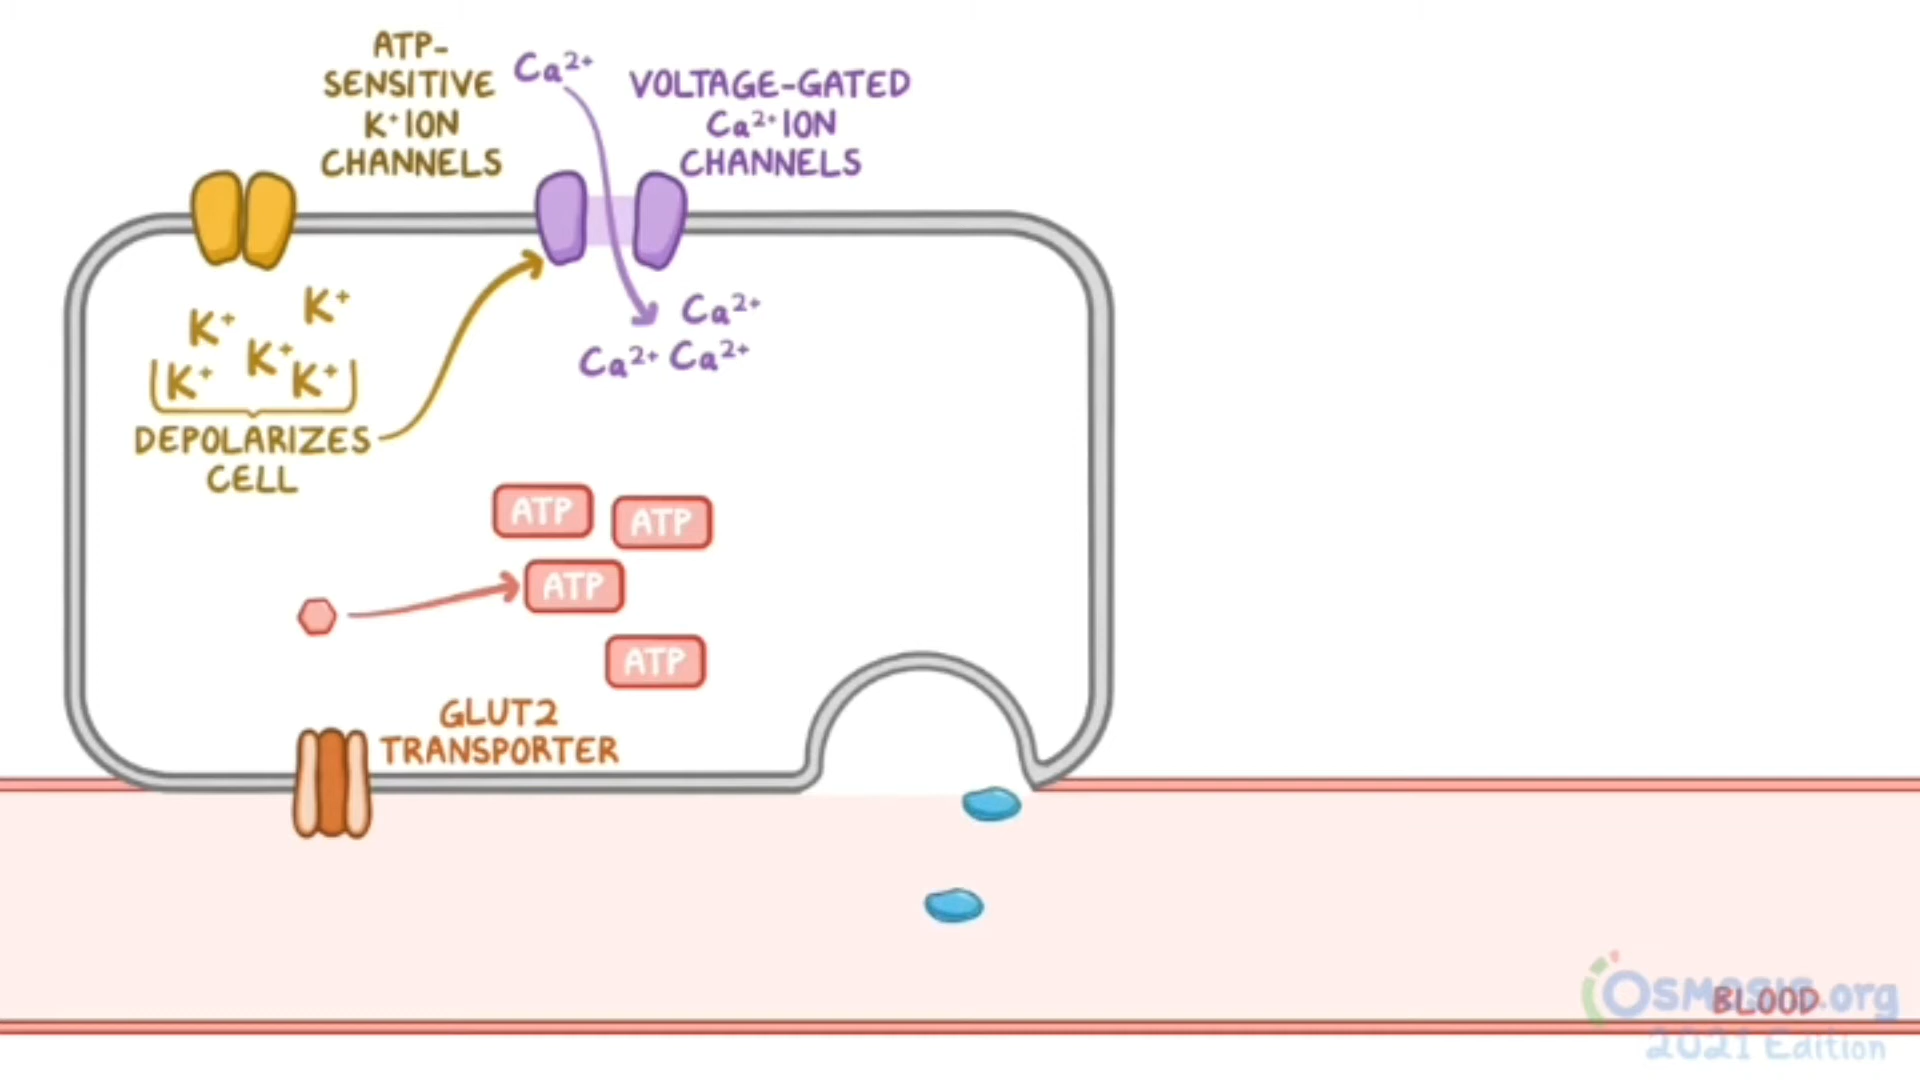 ATP-
SENSITIVE
K⁺ ION
CHANNELS
Ca²⁺
VOLTAGE-GATED
Ca²⁺ ION
CHANNELS
K⁺
K⁺
K⁺
K⁺
K⁺
DEPOLARIZES
CELL
Ca²⁺
Ca²⁺ Ca²⁺
ATP
ATP
ATP
ATP
GLUT2
TRANSPORTER
BLOOD
Osmosis.org
2021 Edition